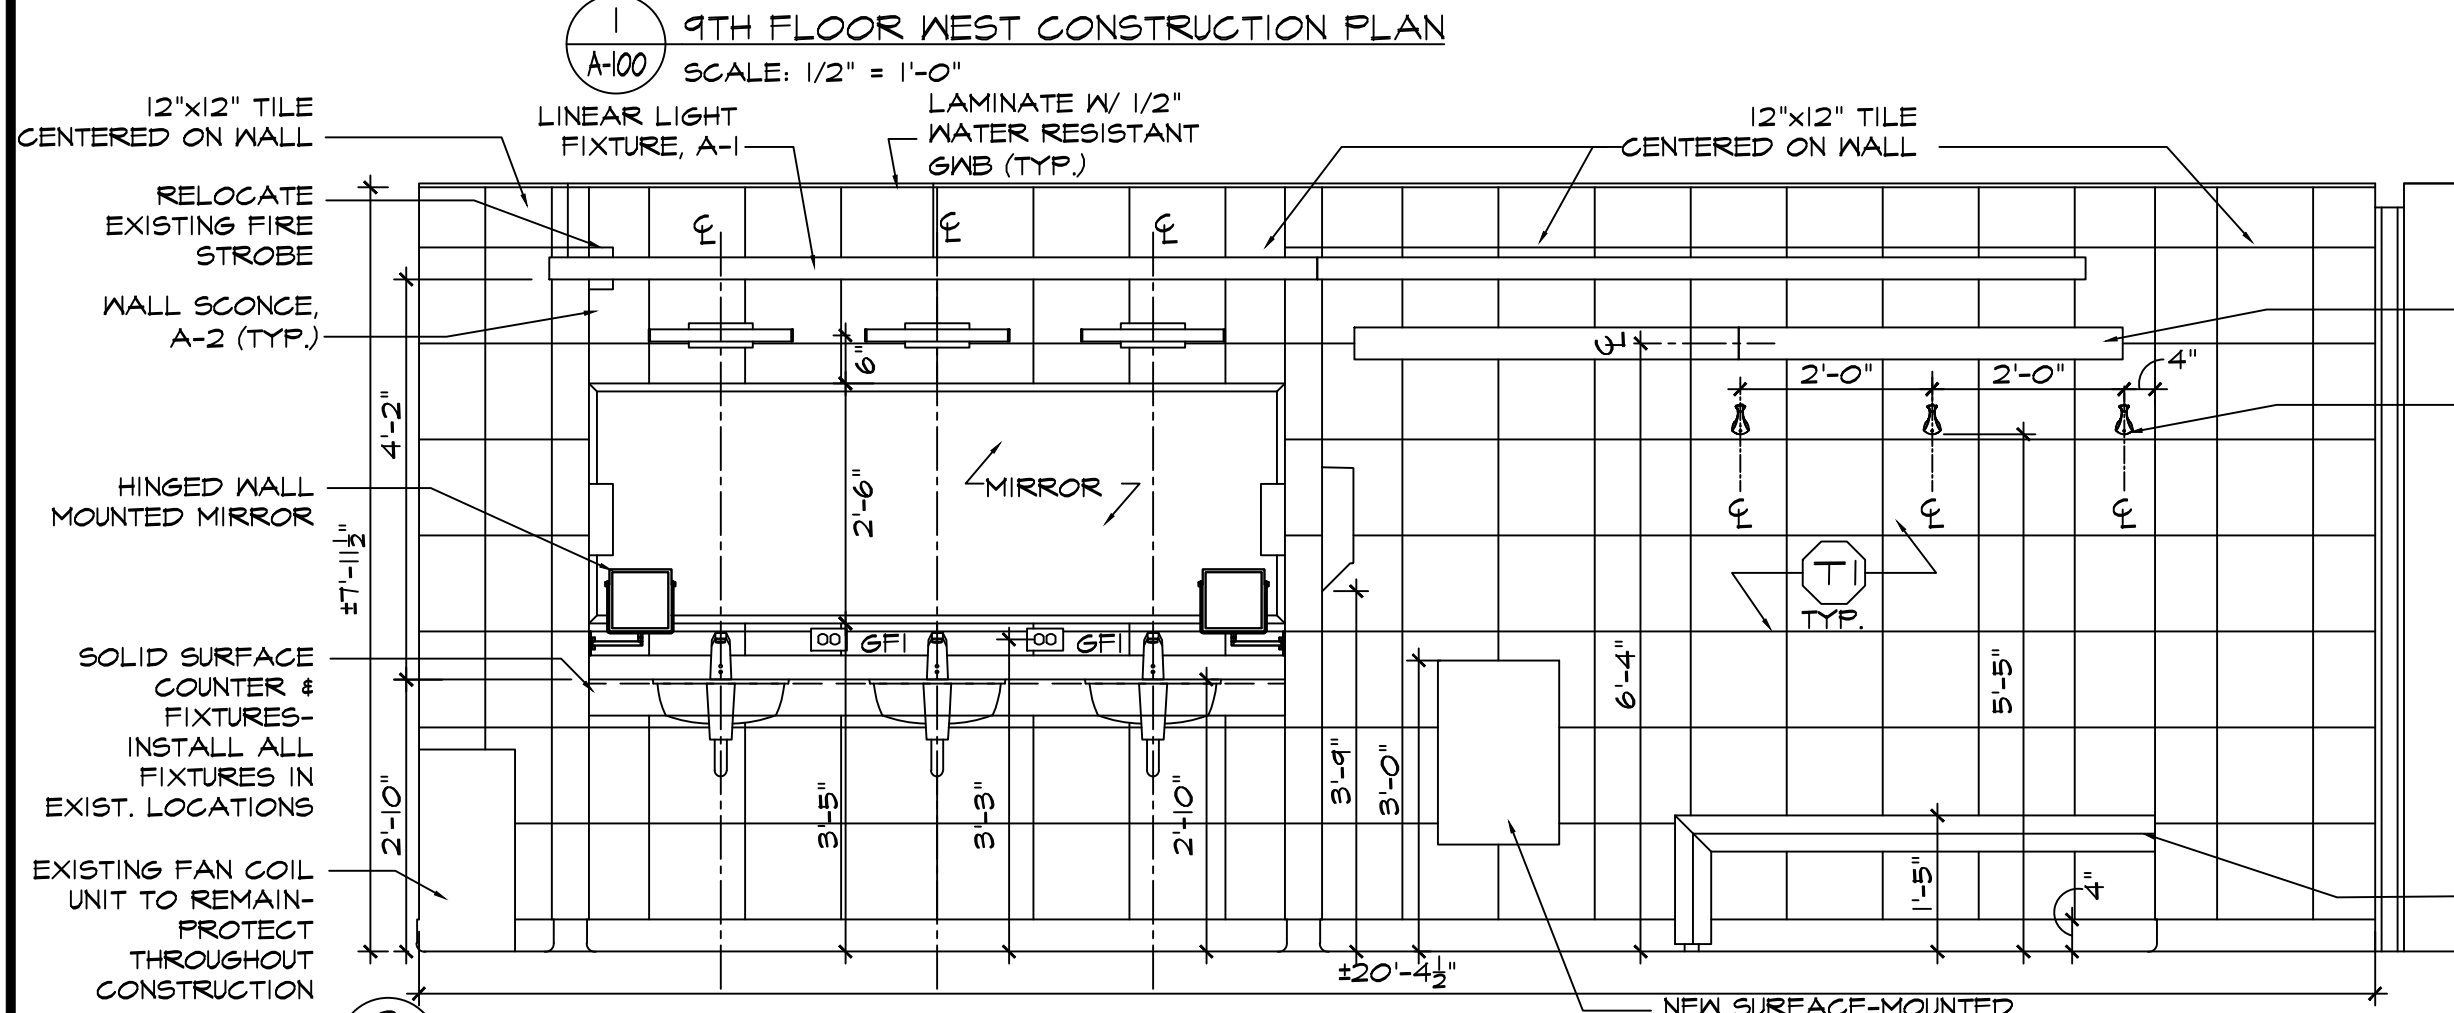 1
A-100
9TH FLOOR WEST CONSTRUCTION PLAN
SCALE: 1/2" = 1'-0"
12"x12" TILE
CENTERED ON WALL
LINEAR LIGHT
FIXTURE, A-1
LAMINATE W/ 1/2"
WATER RESISTANT
GWB (TYP.)
12"x12" TILE
CENTERED ON WALL
RELOCATE
EXISTING FIRE
STROBE
WALL SCONCE,
A-2 (TYP.)
HINGED WALL
MOUNTED MIRROR
SOLID SURFACE
COUNTER &
FIXTURES-
INSTALL ALL
FIXTURES IN
EXIST. LOCATIONS
EXISTING FAN COIL
UNIT TO REMAIN-
PROTECT
THROUGHOUT
CONSTRUCTION
±7'-11½"
4'-2"
2'-10"
℄
℄
℄
6"
2'-6"
MIRROR
GFI
GFI
3'-5"
3'-3"
2'-10"
3'-9"
3'-0"
℄
6'-4"
2'-0"
2'-0"
4"
℄
℄
℄
T1
TYP.
5'-5"
1'-5"
4"
±20'-4½"
NEW SURFACE-MOUNTED